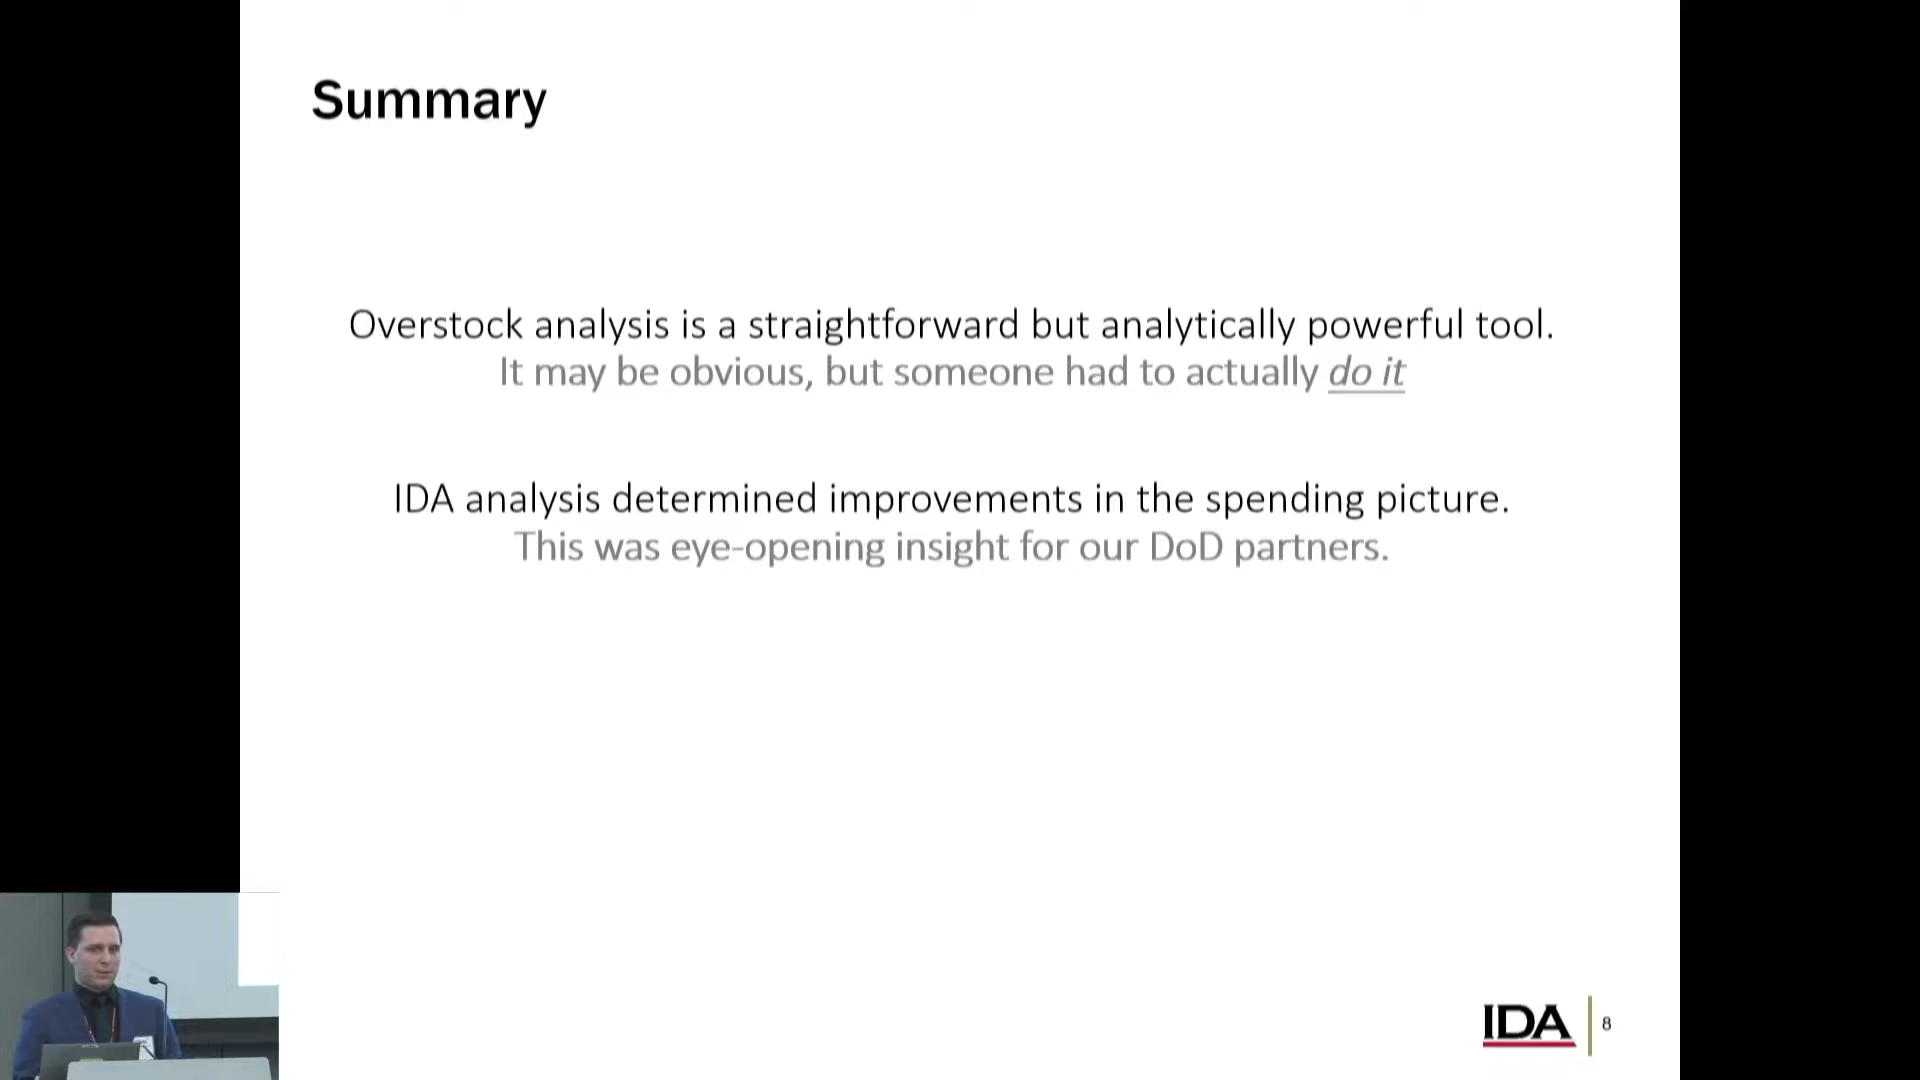 Summary
Overstock analysis is a straightforward but analytically powerful tool.
It may be obvious, but someone had to actually do it
IDA analysis determined improvements in the spending picture.
This was eye-opening insight for our DoD partners.
IDA
8